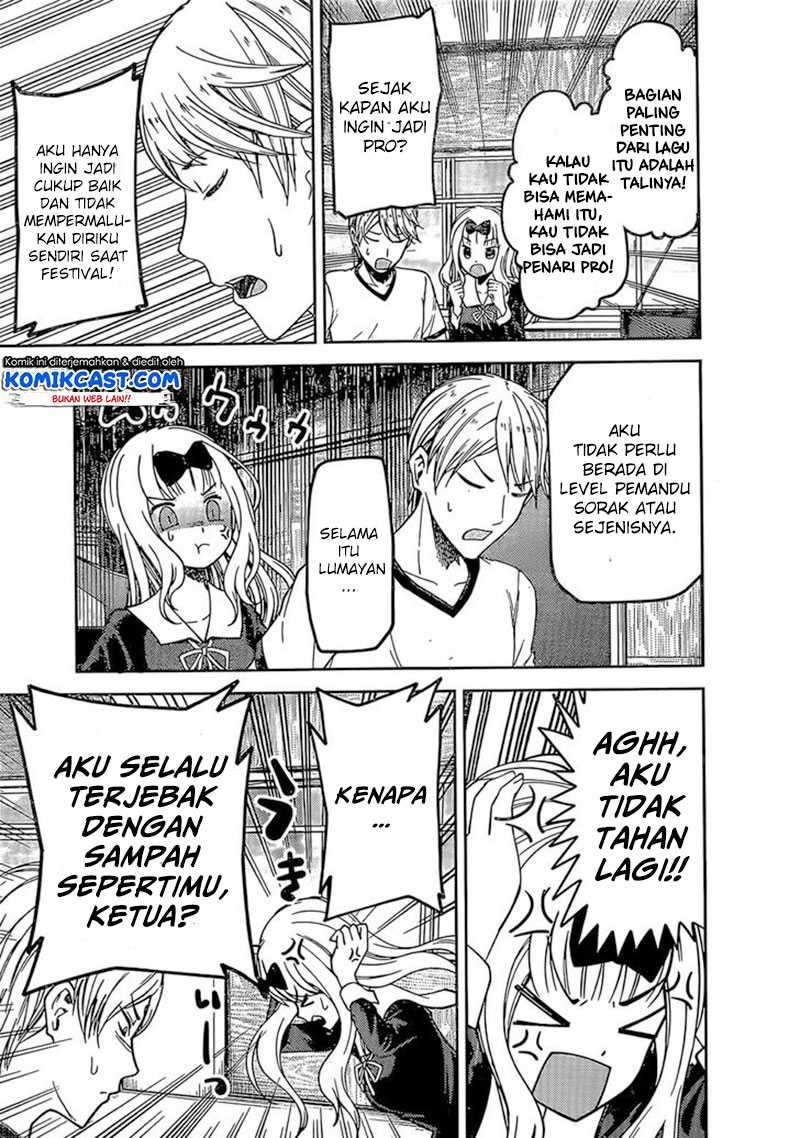 BAGIAN
PALING
PENTING
DARI LAGU
ITU ADALAH
TALINYA!
KALAU
KAU TIDAK
BISA MEMA-
HAMI ITU,
KAU TIDAK
BISA JADI
PENARI PRO!
SEJAK
KAPAN AKU
INGIN JADI
PRO?
AKU HANYA
INGIN JADI
CUKUP BAIK
DAN TIDAK
MEMPERMALU-
KAN DIRIKU
SENDIRI SAAT
FESTIVAL!
Komik ini diterjemahkan & diedit oleh
KOMIKCAST.COM
BUKAN WEB LAIN!!
AKU
TIDAK PERLU
BERADA DI
LEVEL PEMANDU
SORAK ATAU
SEJENISNYA.
SELAMA
ITU
LUMAYAN
...
AGHH,
AKU
TIDAK
TAHAN
LAGI!!
KENAPA
...
AKU SELALU
TERJEBAK
DENGAN
SAMPAH
SEPERTIMU,
KETUA?